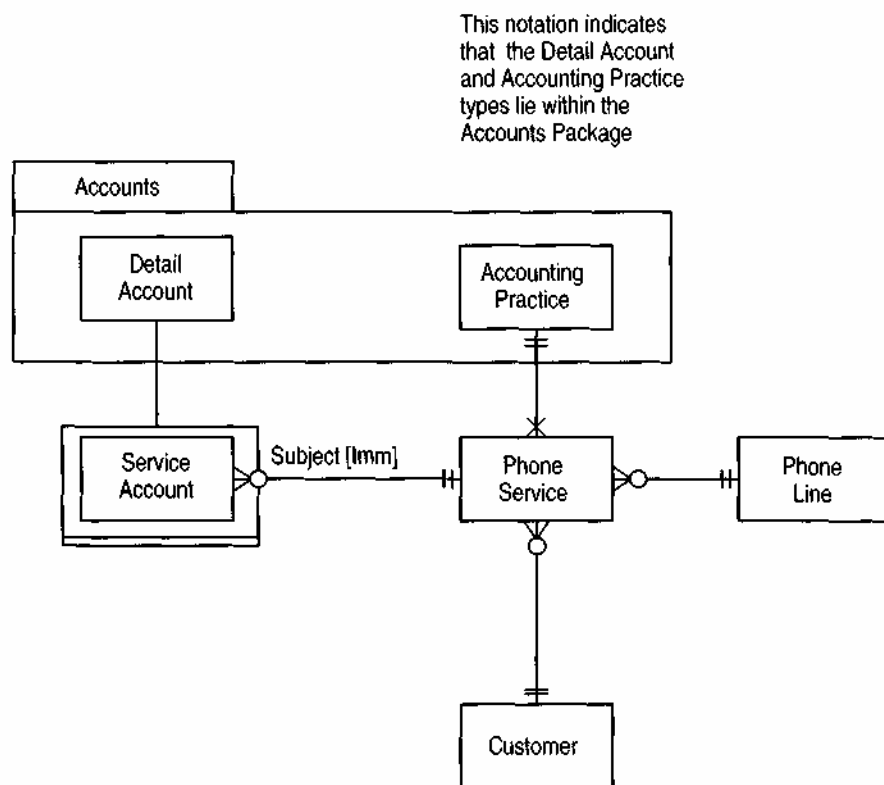 This notation indicates
that the Detail Account
and Accounting Practice
types lie within the
Accounts Package
Accounts
Detail
Account
Accounting
Practice
Service
Account
Subject [Imm]
Phone
Service
Phone
Line
Customer